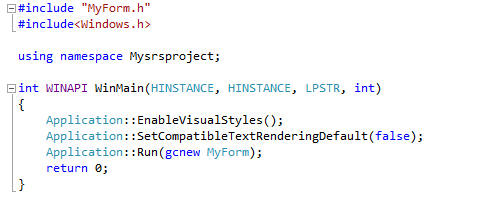 #include "MyForm.h"
#include<Windows.h>
using namespace Mysrsproject;
int WINAPI WinMain(HINSTANCE, HINSTANCE, LPSTR, int)
{
    Application::EnableVisualStyles();
    Application::SetCompatibleTextRenderingDefault(false);
    Application::Run(gcnew MyForm);
    return 0;
}